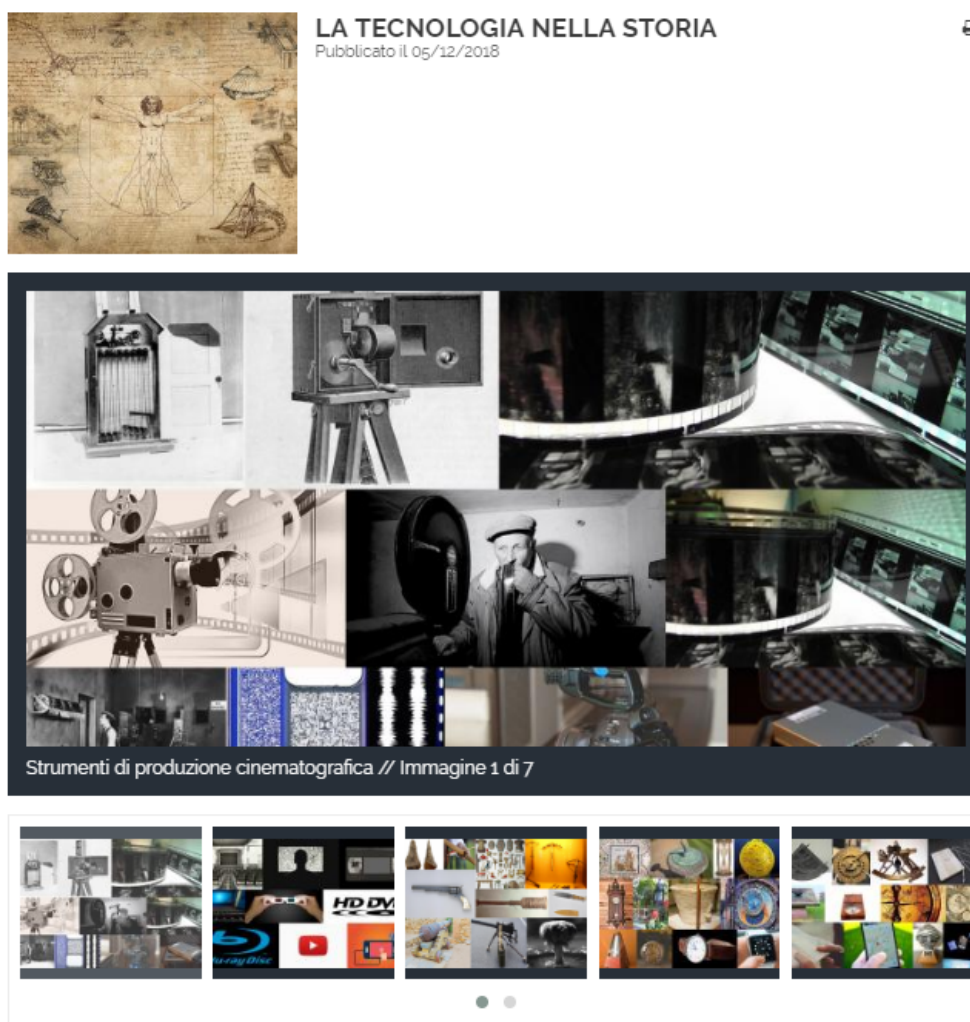 LA TECNOLOGIA NELLA STORIA
Pubblicato il 05/12/2018
Strumenti di produzione cinematografica // Immagine 1 di 7
HD DV
Blu-ray Disc